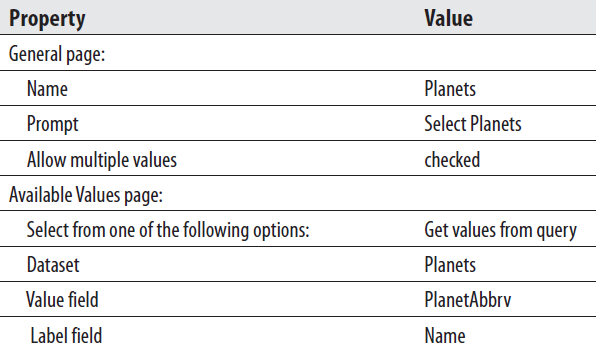 Property Value
General page:
Name Planets
Prompt Select Planets
Allow multiple values checked
Available Values page:
Select from one of the following options: Get values from query
Dataset Planets
Value field PlanetAbbrv
Label field Name